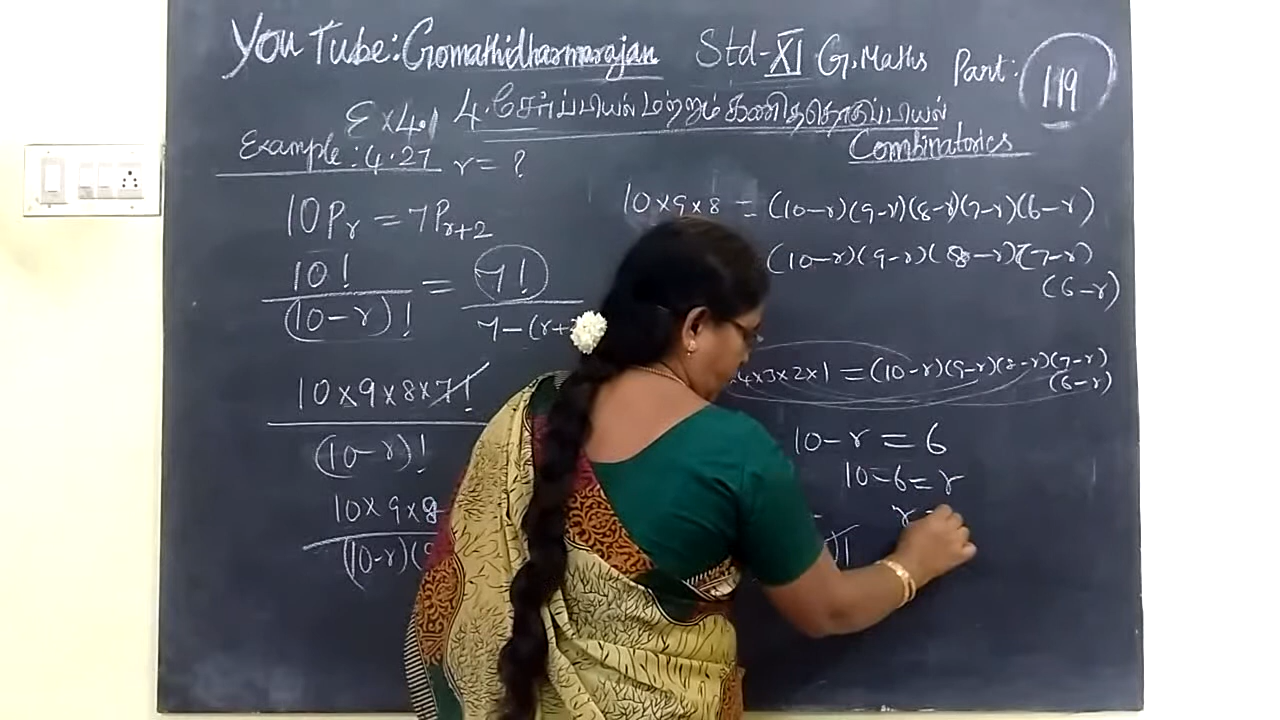 You Tube: Gomathidharmarajan Std-XI G.Maths Part: 119
Ex 4.1 4. சேர்ப்பியல் மற்றும் கணிதத்தொகுப்பியல்
Combinatorics
Example: 4.27 r = ?
10Pr = 7Pr+2
10! / (10-r)! = 7! / 7-(r+
10×9×8×7! / (10-r)!
10×9×8 / (10-r)(
10×9×8 = (10-r)(9-r)(8-r)(7-r)(6-r)
(10-r)(9-r)(8-r)(7-r)
(6-r)
4×3×2×1 = (10-r)(9-r)(8-r)(7-r)
(6-r)
10-r = 6
10-6 = r
r =